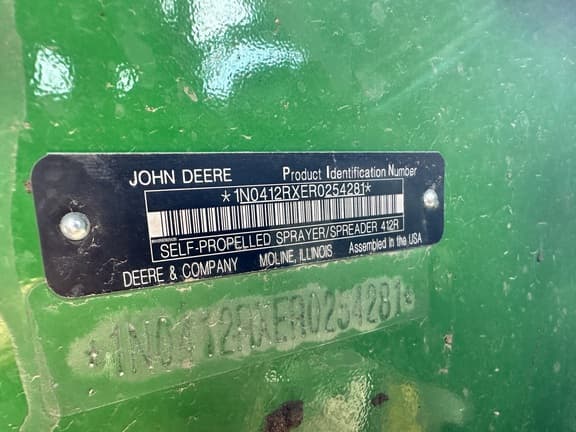 JOHN DEERE Product Identification Number
*1N0412RXER0254281*
SELF-PROPELLED SPRAYER/SPREADER 412R
DEERE & COMPANY MOLINE, ILLINOIS Assembled in the USA
*1N0412RXER0254281*